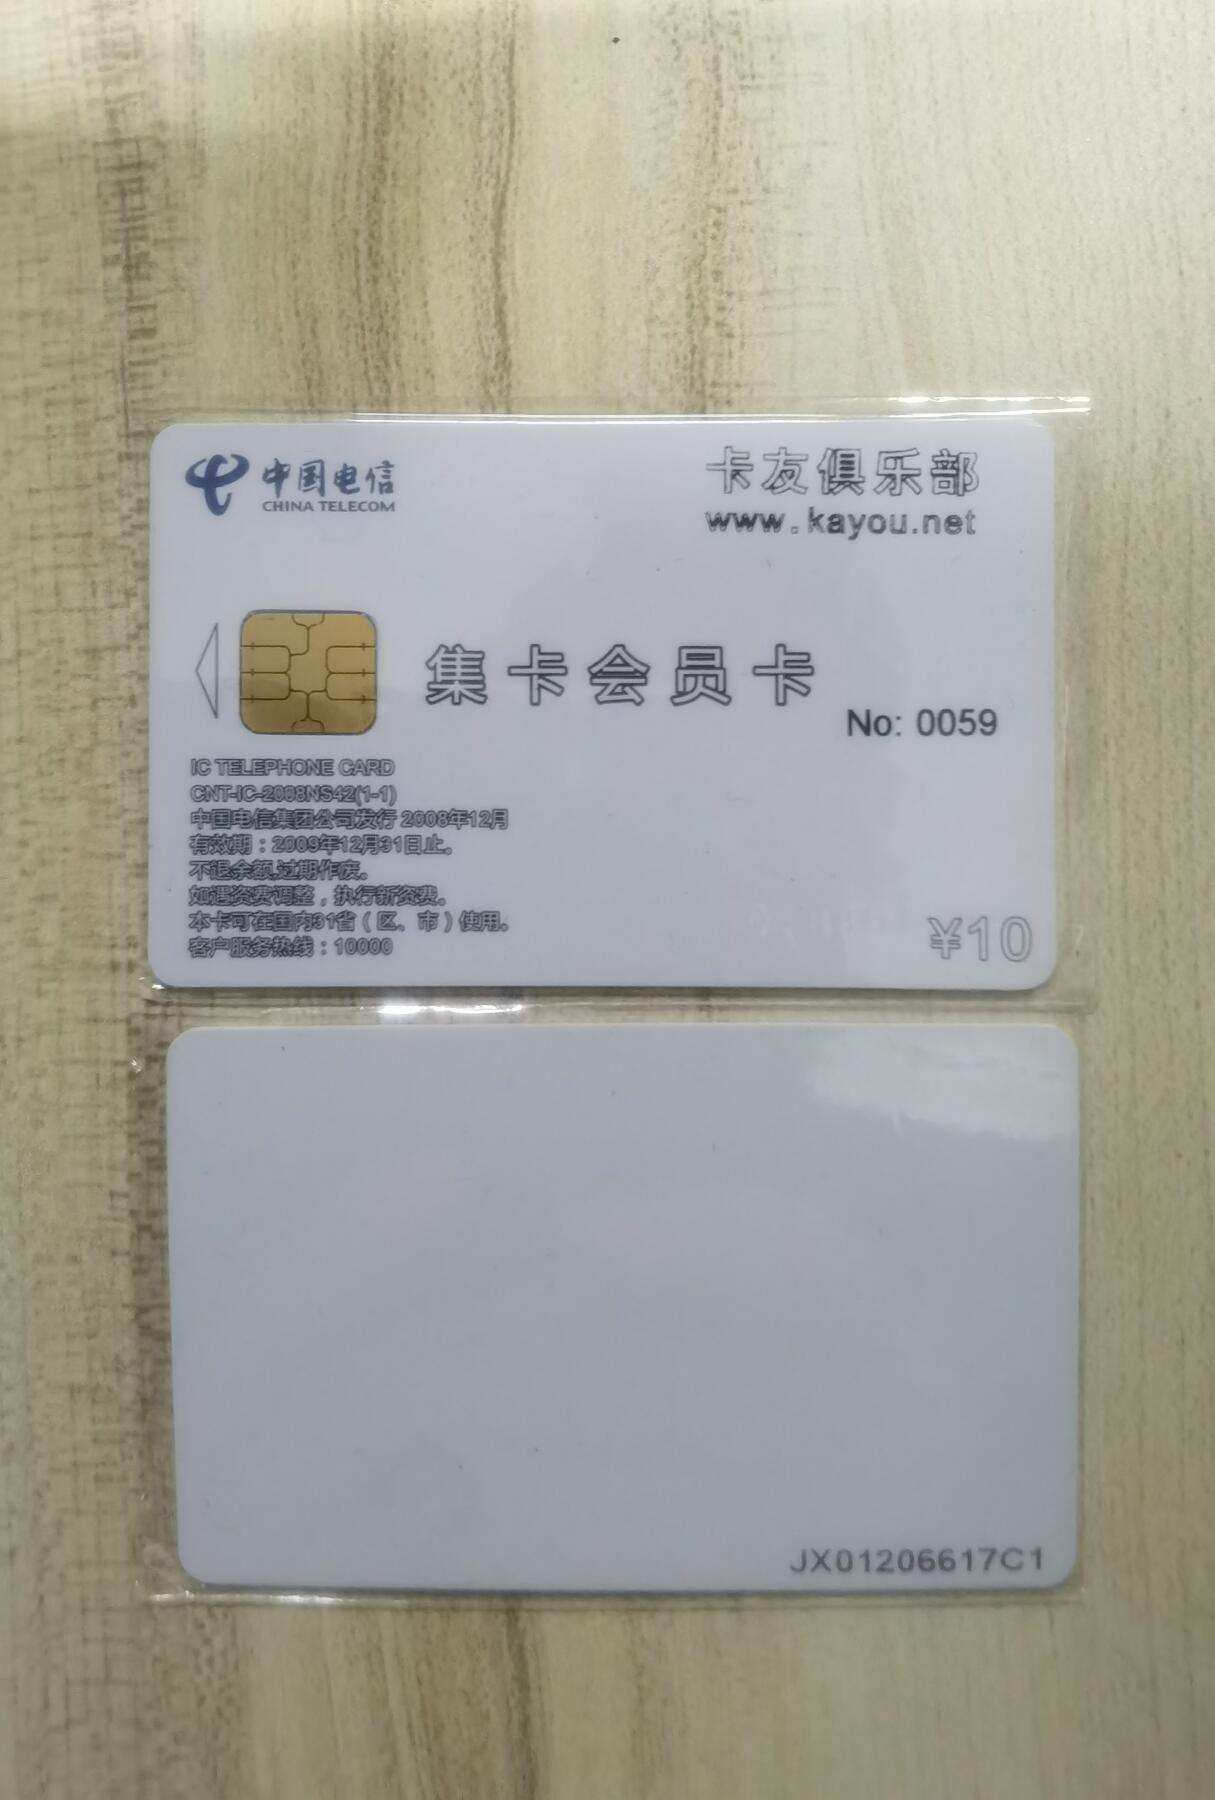 中国电信
CHINA TELECOM
卡友俱乐部
www.kayou.net
集卡会员卡
No: 0059
IC TELEPHONE CARD
CNT-IC-2008NS42(1-1)
中国电信集团公司发行 2008年12月
有效期：2009年12月31日止。
不退余额,过期作废。
如遇资费调整，执行新资费。
本卡可在国内31省（区、市）使用。
客户服务热线：10000
¥10
JX01206617C1